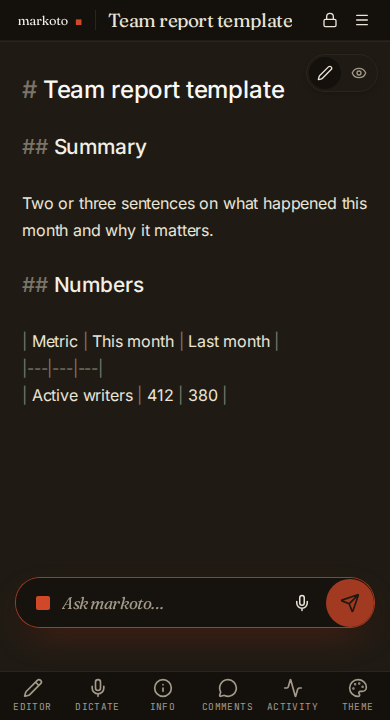 markoto
Team report template
# Team report template
## Summary
Two or three sentences on what happened this
month and why it matters.
## Numbers
| Metric | This month | Last month |
|---|---|---|
| Active writers | 412 | 380 |
Ask markoto...
EDITOR
DICTATE
INFO
COMMENTS
ACTIVITY
THEME